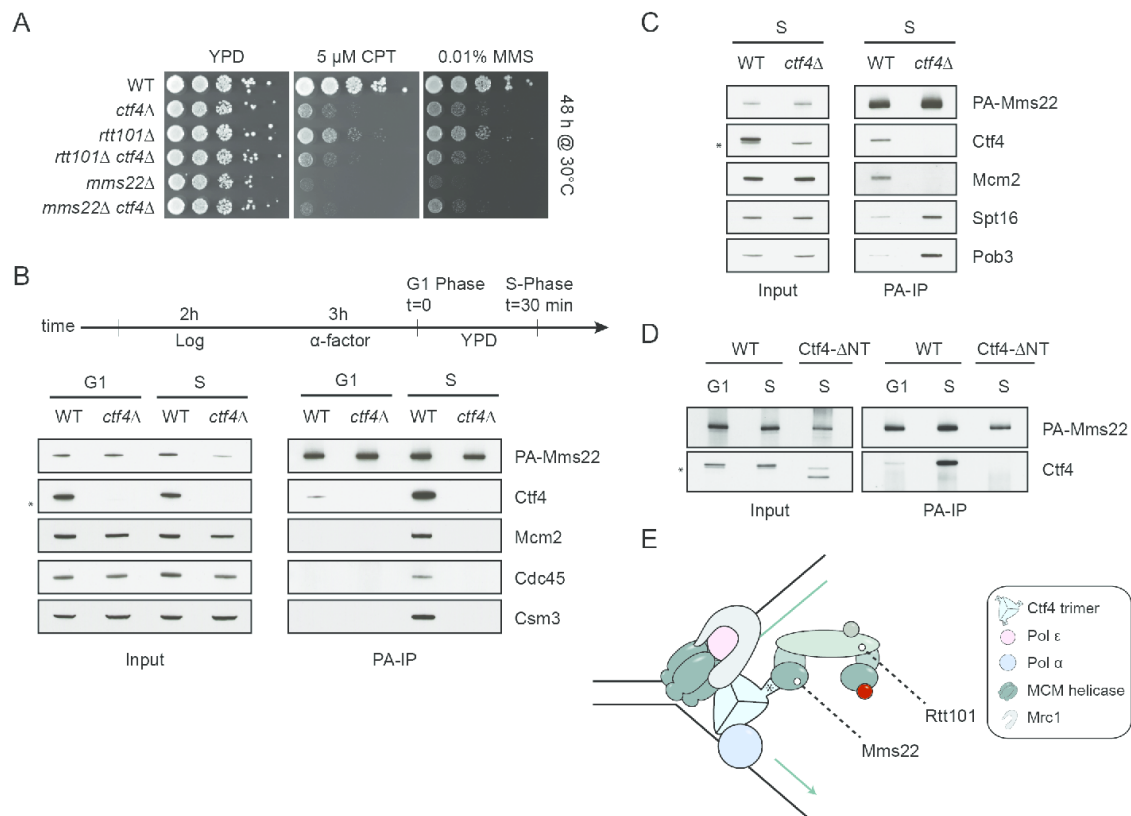 A
YPD
5 µM CPT
0.01% MMS
WT
ctf4Δ
rtt101Δ
rtt101Δ ctf4Δ
mms22Δ
mms22Δ ctf4Δ
48 h @ 30°C
B
G1 Phase
t=0
S-Phase
t=30 min
time
2h
Log
3h
α-factor
YPD
G1
S
G1
S
WT
ctf4Δ
WT
ctf4Δ
WT
ctf4Δ
WT
ctf4Δ
PA-Mms22
*
Ctf4
Mcm2
Cdc45
Csm3
Input
PA-IP
C
S
S
WT
ctf4Δ
WT
ctf4Δ
PA-Mms22
*
Ctf4
Mcm2
Spt16
Pob3
Input
PA-IP
D
WT
Ctf4-ΔNT
WT
Ctf4-ΔNT
G1
S
S
G1
S
S
PA-Mms22
*
Ctf4
Input
PA-IP
E
*
Rtt101
Mms22
Ctf4 trimer
Pol ε
Pol α
MCM helicase
Mrc1